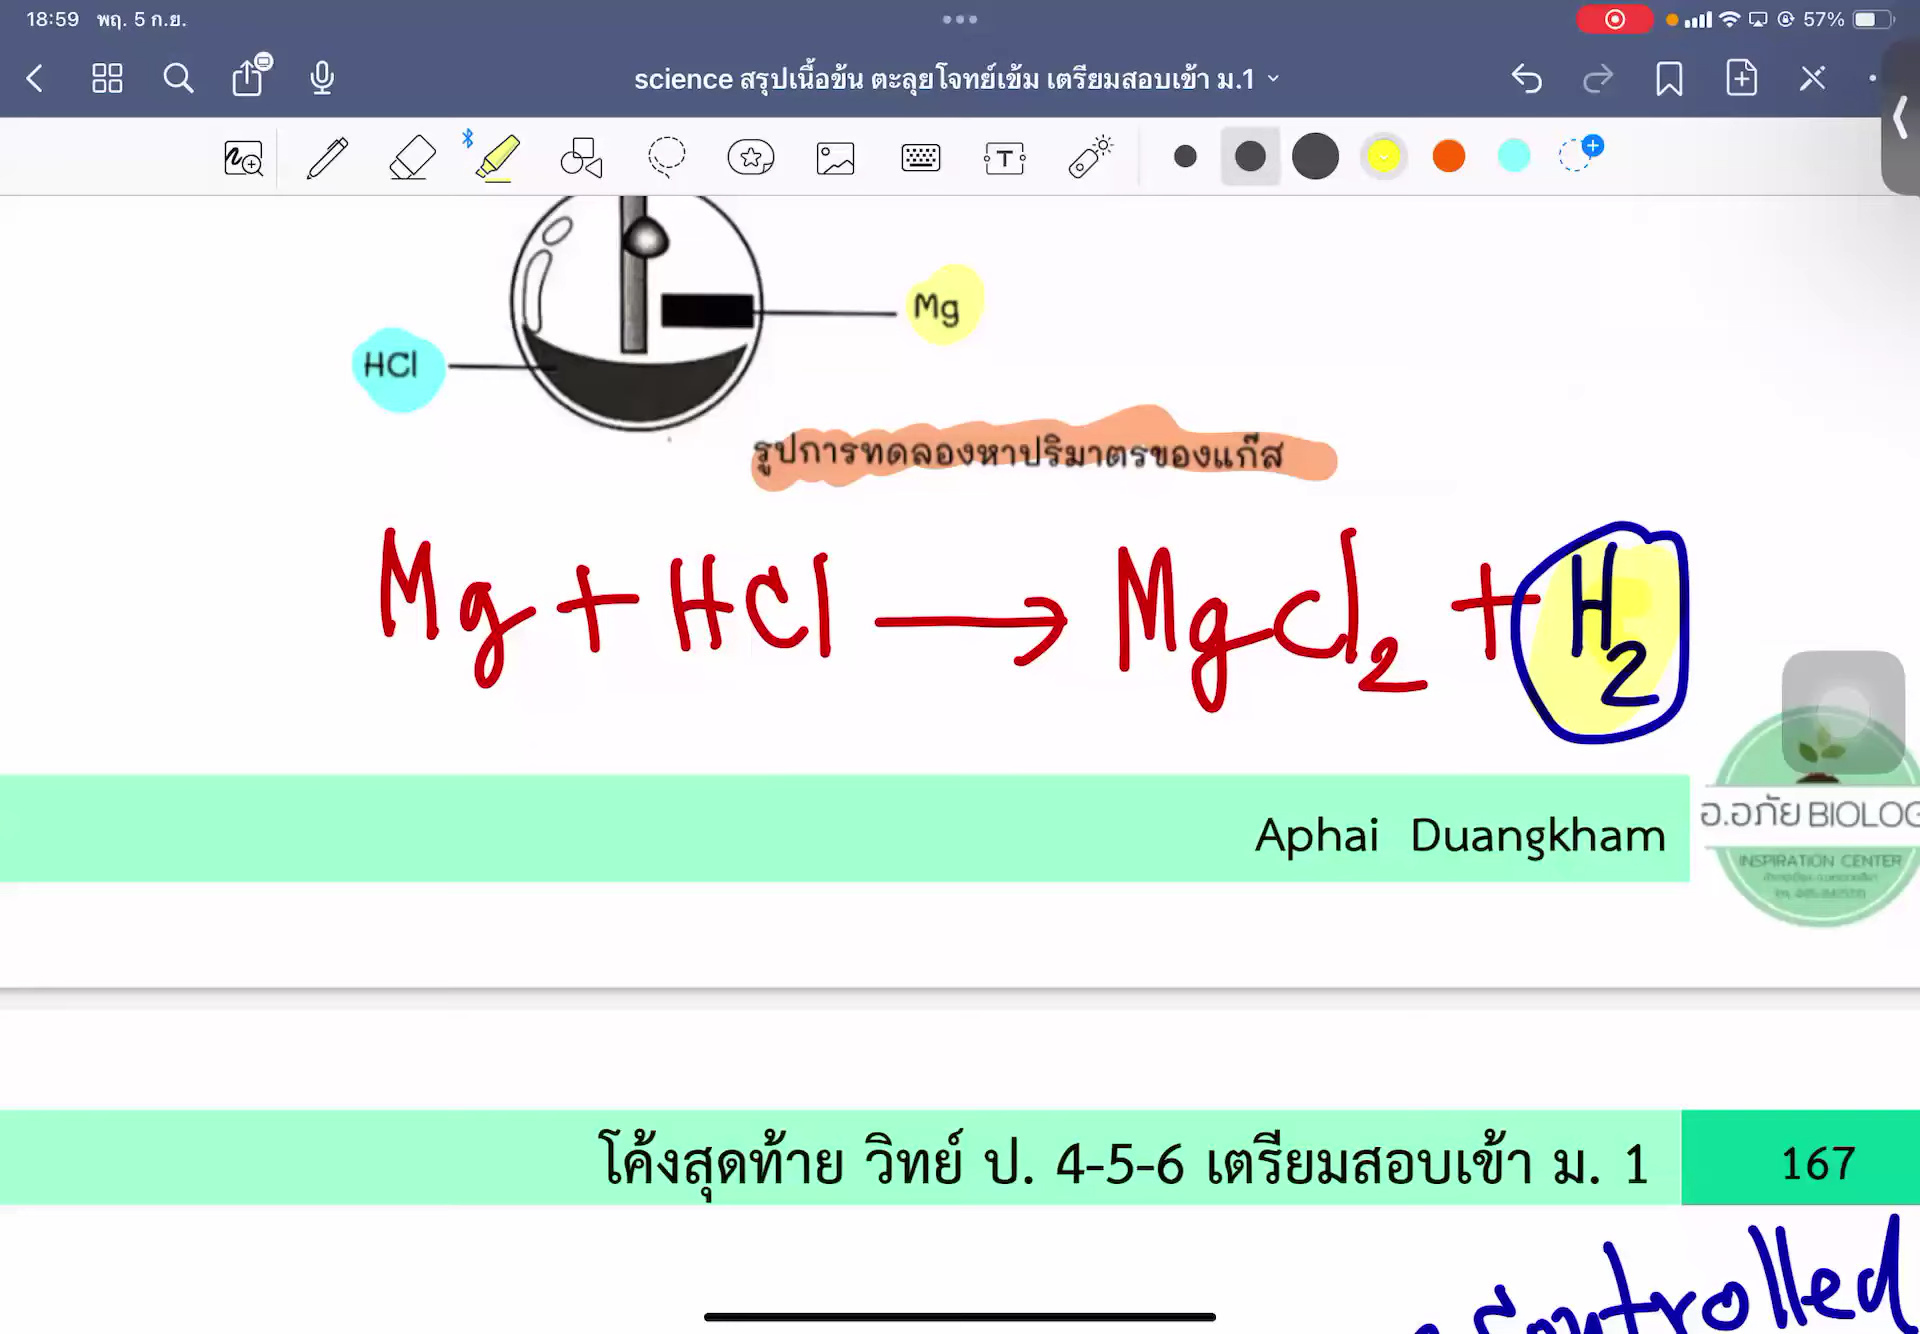 18:59 พฤ. 5 ก.ย.
57%
science สรุปเนื้อข้น ตะลุยโจทย์เข้ม เตรียมสอบเข้า ม.1
Mg
HCl
รูปการทดลองหาปริมาตรของแก๊ส
Mg + HCl → MgCl₂ + H₂
Aphai Duangkham
อ.อภัย BIOLOG
INSPIRATION CENTER
โค้งสุดท้าย วิทย์ ป. 4-5-6 เตรียมสอบเข้า ม. 1
167
controlled